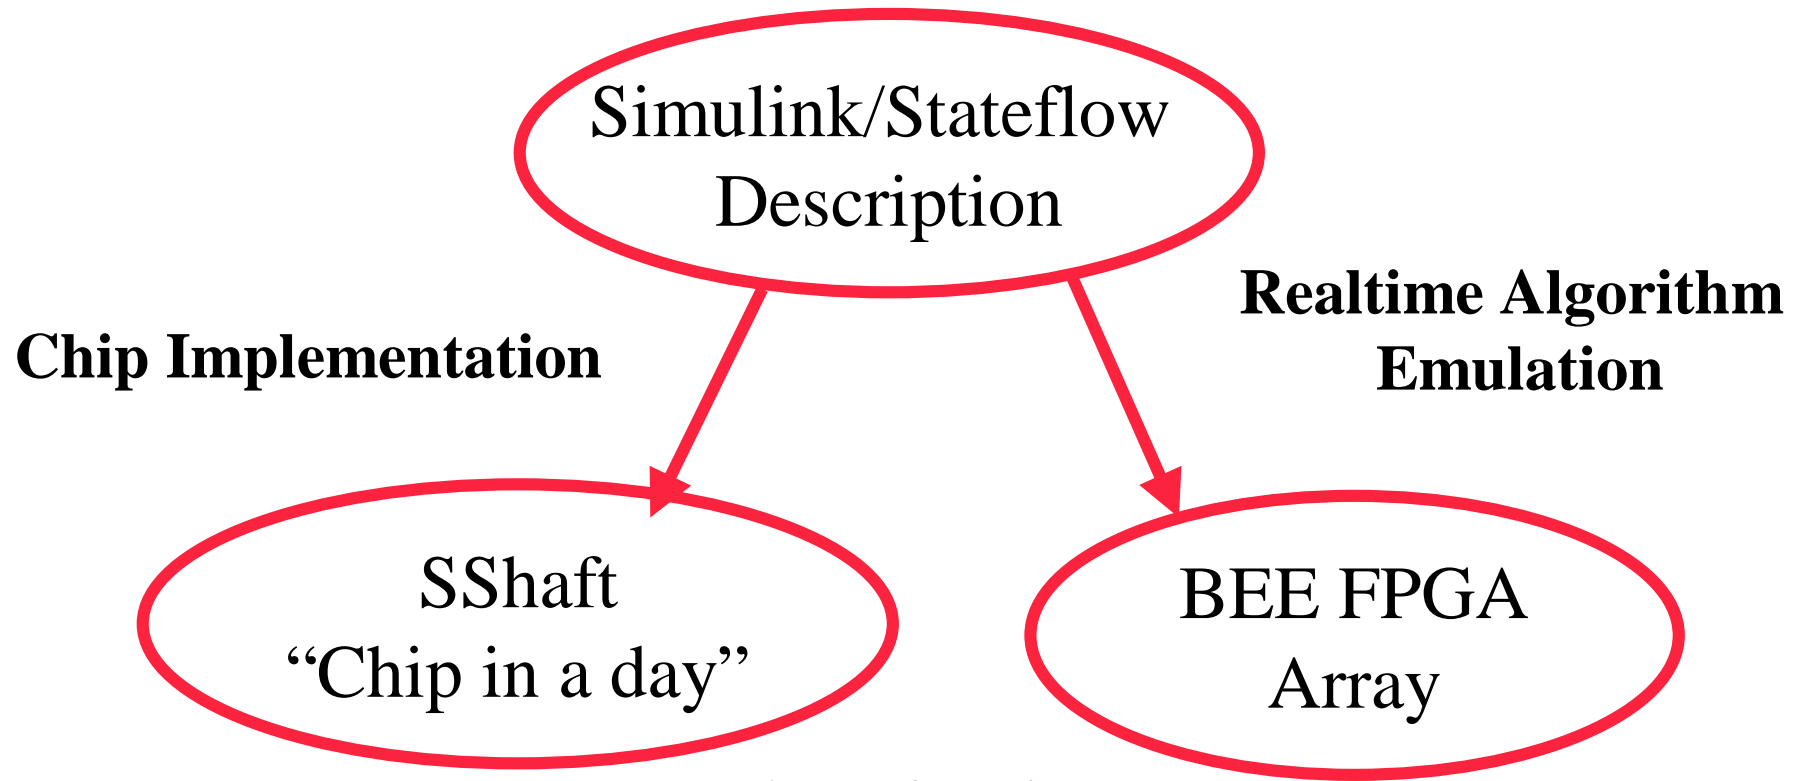 Simulink/Stateflow
Description
Realtime Algorithm
Emulation
Chip Implementation
SShaft
“Chip in a day”
BEE FPGA
Array